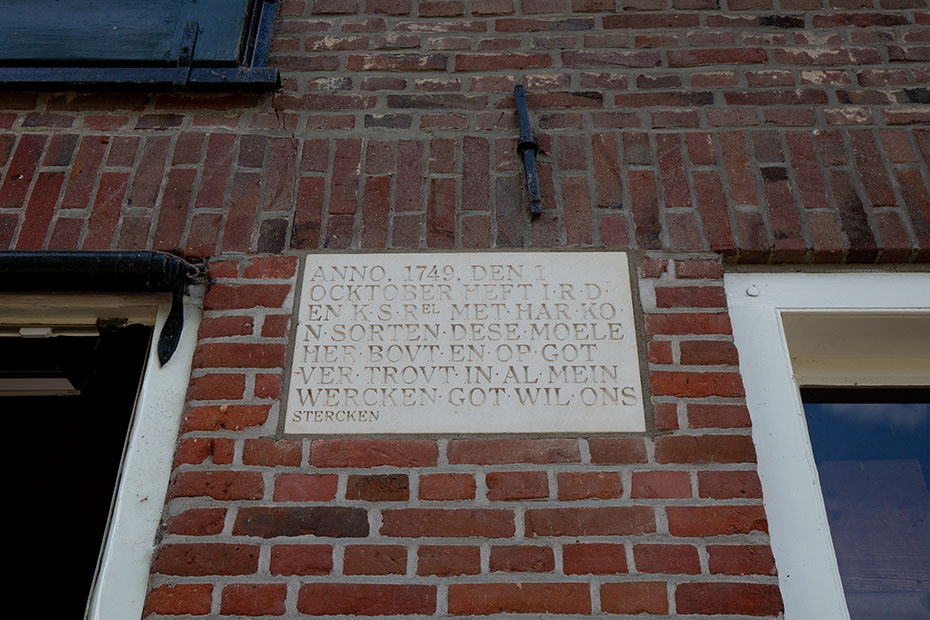 ANNO. 1749. DEN 1
OCKTOBER HEFT I·R·D·
EN K·S·REL MET·HAR·KO
N·SORTEN·DESE·MOELE
HER·BOVT·EN·OP·GOT
VER·TROVT·IN·AL·MEIN
WERCKEN·GOT·WIL·ONS
STERCKEN